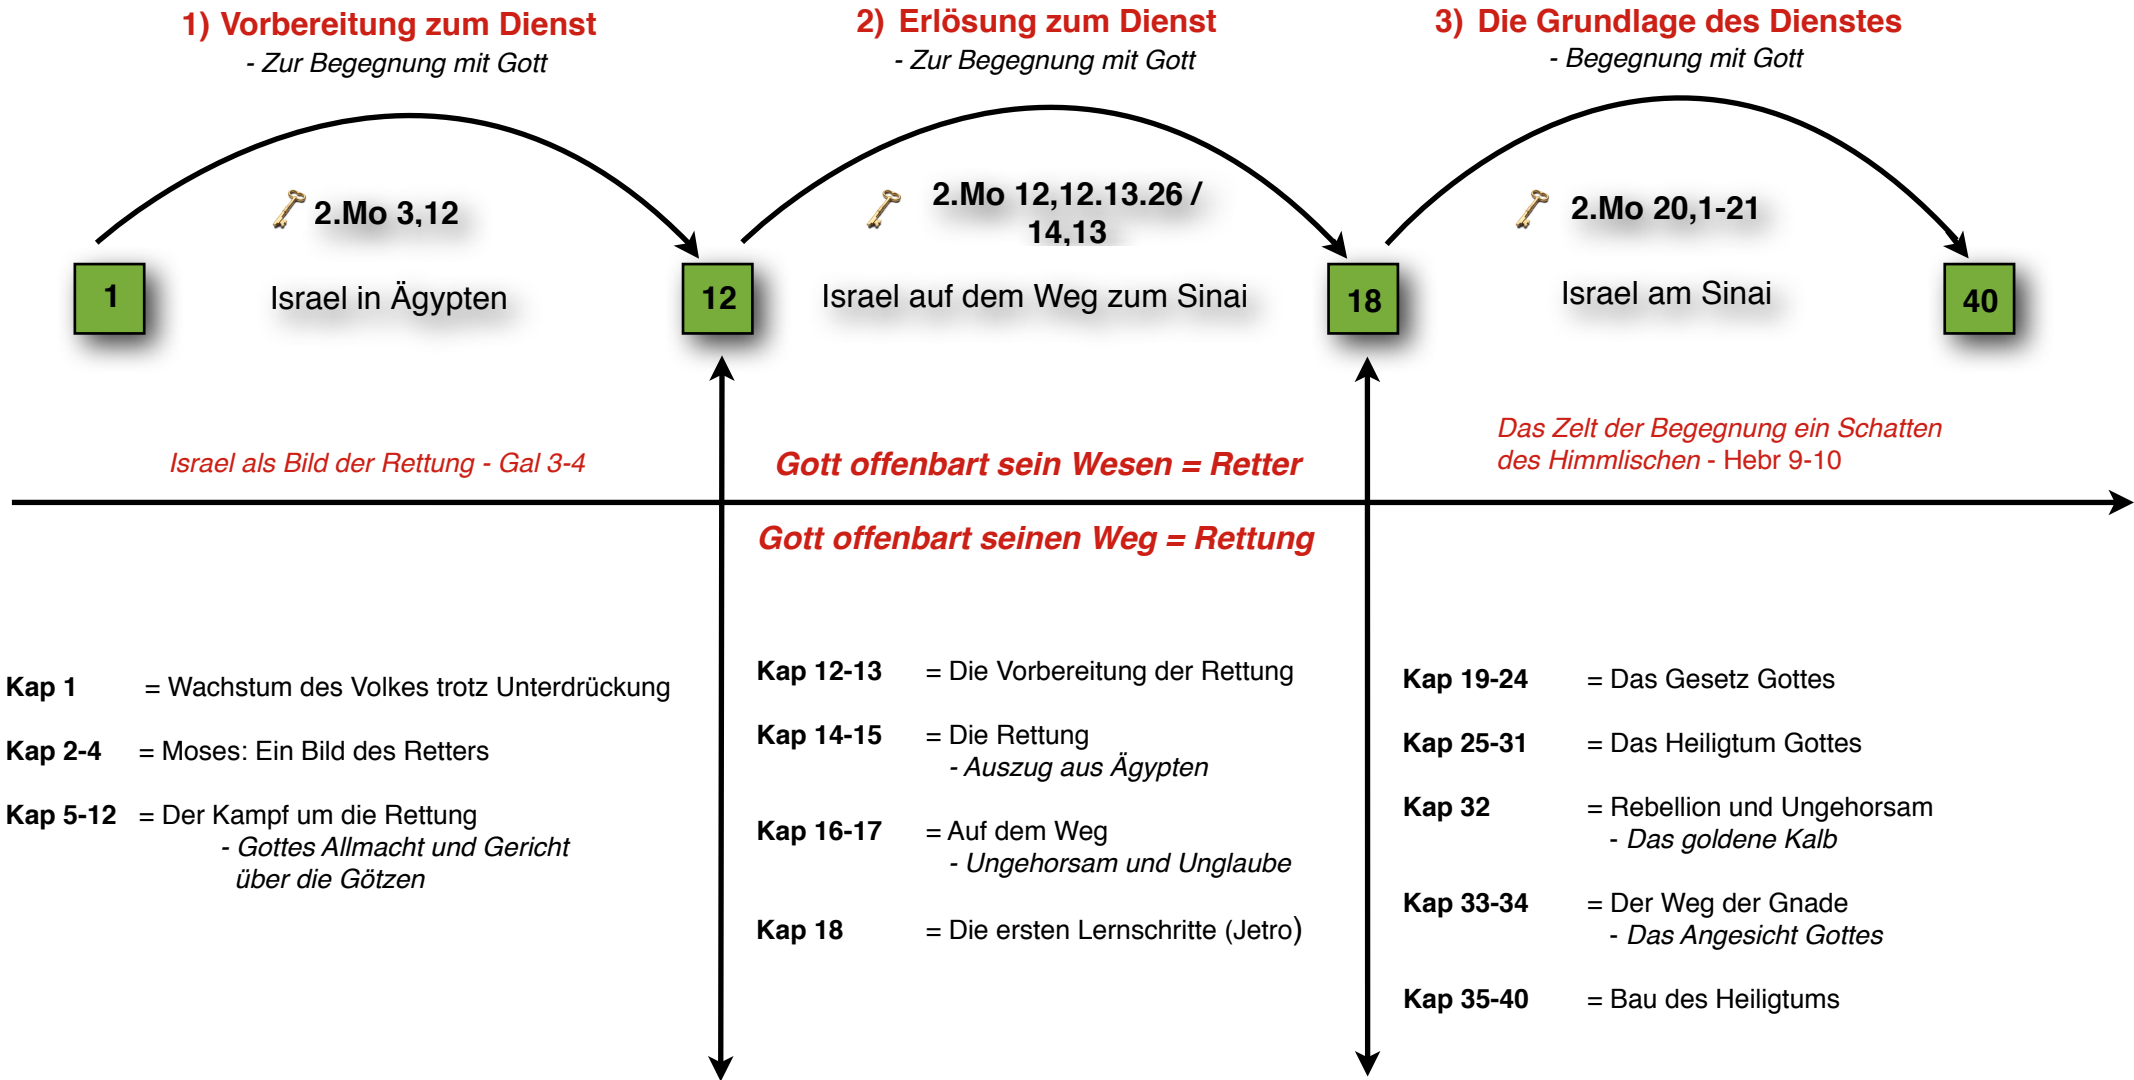 1) Vorbereitung zum Dienst
- Zur Begegnung mit Gott
2) Erlösung zum Dienst
- Zur Begegnung mit Gott
3) Die Grundlage des Dienstes
- Begegnung mit Gott
2.Mo 3,12
2.Mo 12,12.13.26 /
14,13
2.Mo 20,1-21
1
Israel in Ägypten
12
Israel auf dem Weg zum Sinai
18
Israel am Sinai
40
Israel als Bild der Rettung - Gal 3-4
Gott offenbart sein Wesen = Retter
Das Zelt der Begegnung ein Schatten
des Himmlischen - Hebr 9-10
Gott offenbart seinen Weg = Rettung
Kap 1 = Wachstum des Volkes trotz Unterdrückung
Kap 2-4 = Moses: Ein Bild des Retters
Kap 5-12 = Der Kampf um die Rettung
- Gottes Allmacht und Gericht
über die Götzen
Kap 12-13 = Die Vorbereitung der Rettung
Kap 14-15 = Die Rettung
- Auszug aus Ägypten
Kap 16-17 = Auf dem Weg
- Ungehorsam und Unglaube
Kap 18 = Die ersten Lernschritte (Jetro)
Kap 19-24 = Das Gesetz Gottes
Kap 25-31 = Das Heiligtum Gottes
Kap 32 = Rebellion und Ungehorsam
- Das goldene Kalb
Kap 33-34 = Der Weg der Gnade
- Das Angesicht Gottes
Kap 35-40 = Bau des Heiligtums